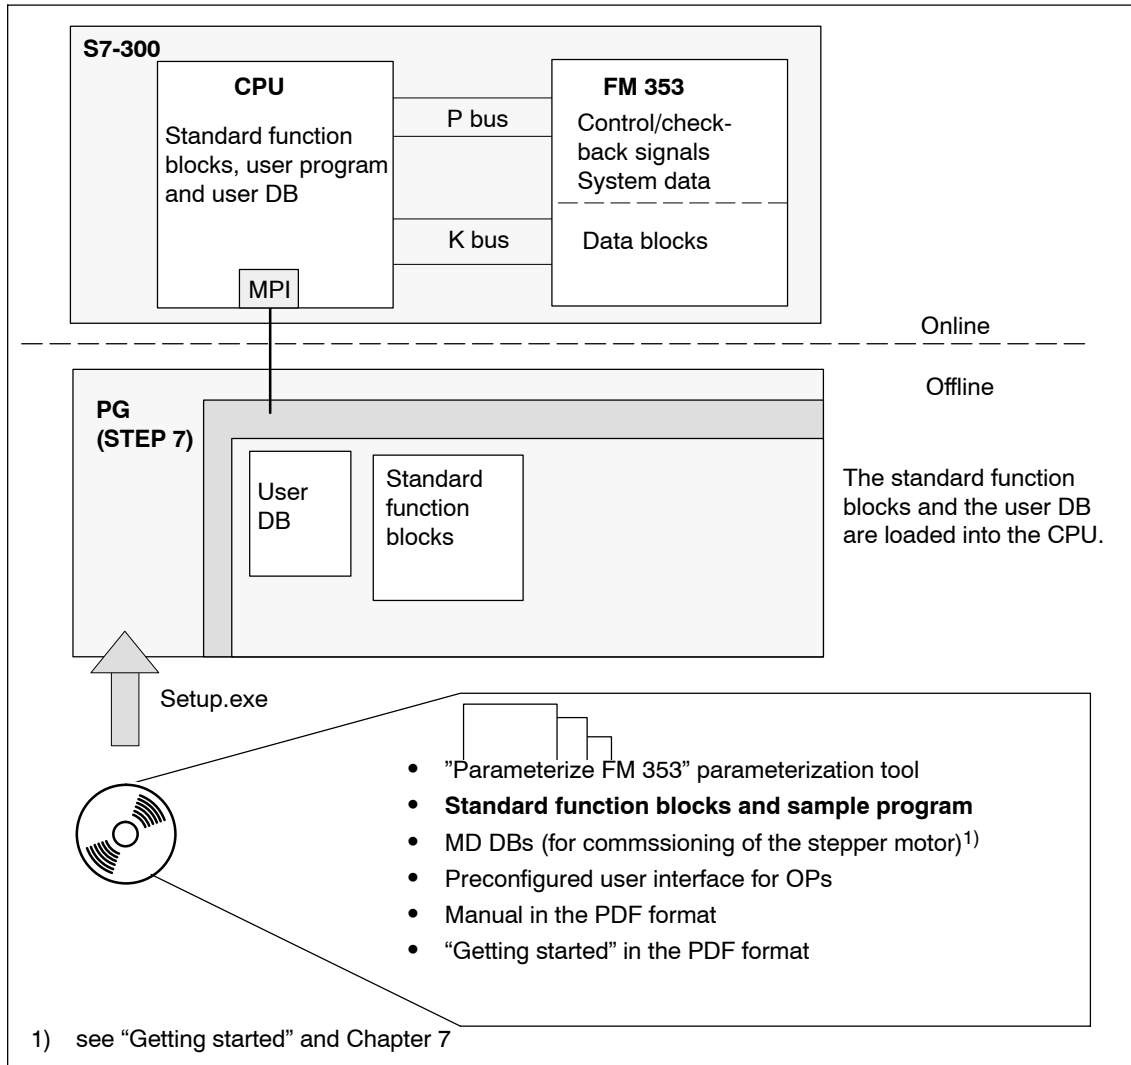 S7-300
CPU
Standard function
blocks, user program
and user DB
MPI
P bus
K bus
FM 353
Control/check-
back signals
System data
Data blocks
Online
Offline
PG
(STEP 7)
User
DB
Standard
function
blocks
The standard function
blocks and the user DB
are loaded into the CPU.
Setup.exe
• ”Parameterize FM 353” parameterization tool
• Standard function blocks and sample program
• MD DBs (for commssioning of the stepper motor)1)
• Preconfigured user interface for OPs
• Manual in the PDF format
• “Getting started” in the PDF format
1) see “Getting started” and Chapter 7